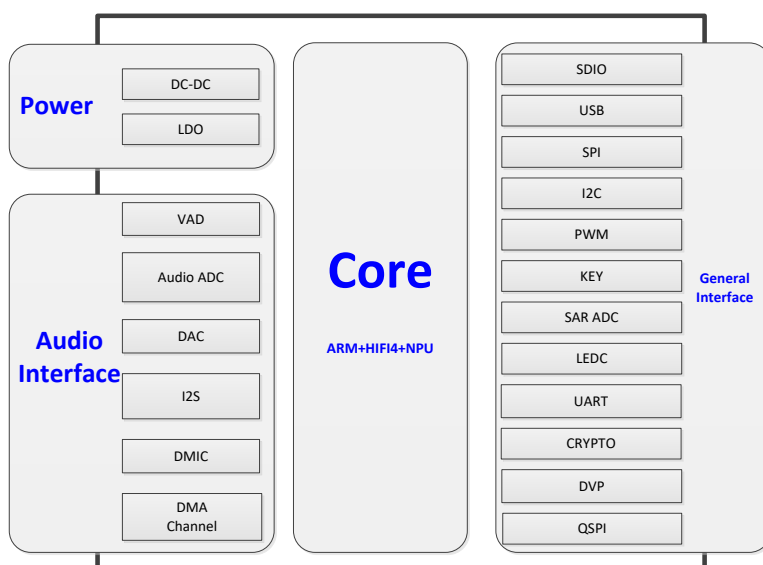 Power
DC-DC
LDO
Audio
Interface
VAD
Audio ADC
DAC
I2S
DMIC
DMA
Channel
Core
ARM+HIFI4+NPU
SDIO
USB
SPI
I2C
PWM
KEY
SAR ADC
LEDC
UART
CRYPTO
DVP
QSPI
General
Interface